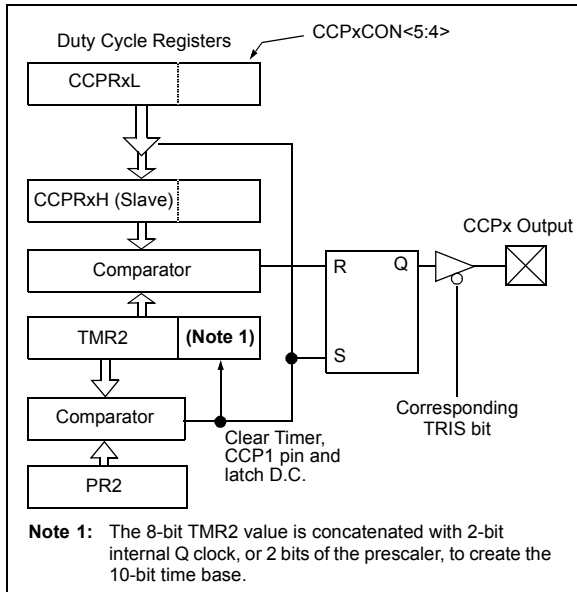 Duty Cycle Registers
CCPxCON<5:4>
CCPRxL
CCPRxH (Slave)
CCPx Output
Comparator
R
Q
TMR2
(Note 1)
S
Comparator
Clear Timer,
CCP1 pin and
latch D.C.
Corresponding
TRIS bit
PR2
Note 1: The 8-bit TMR2 value is concatenated with 2-bit
internal Q clock, or 2 bits of the prescaler, to create the
10-bit time base.